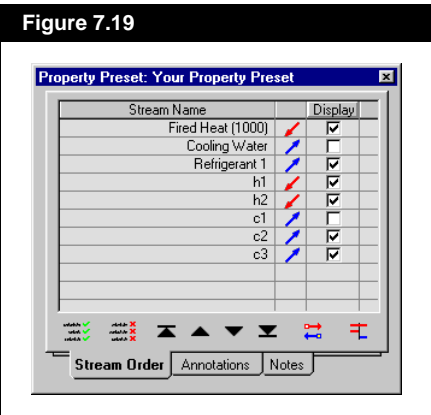 Figure 7.19
Property Preset: Your Property Preset
Stream Name Display
Fired Heat (1000)
Cooling Water
Refrigerant 1
h1
h2
c1
c2
c3
Stream Order Annotations Notes